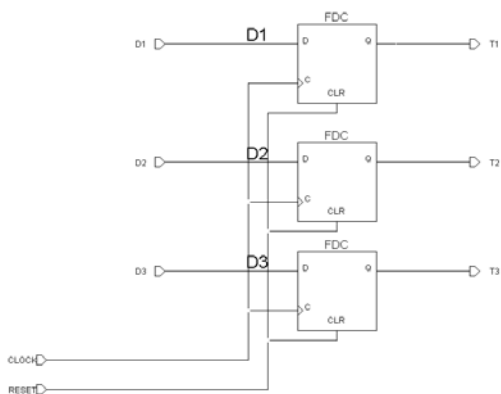 FDC
D1 D1 D Q T1
C
CLR
FDC
D2 D2 D Q T2
C
CLR
FDC
D3 D3 D Q T3
C
CLR
CLOCK
RESET